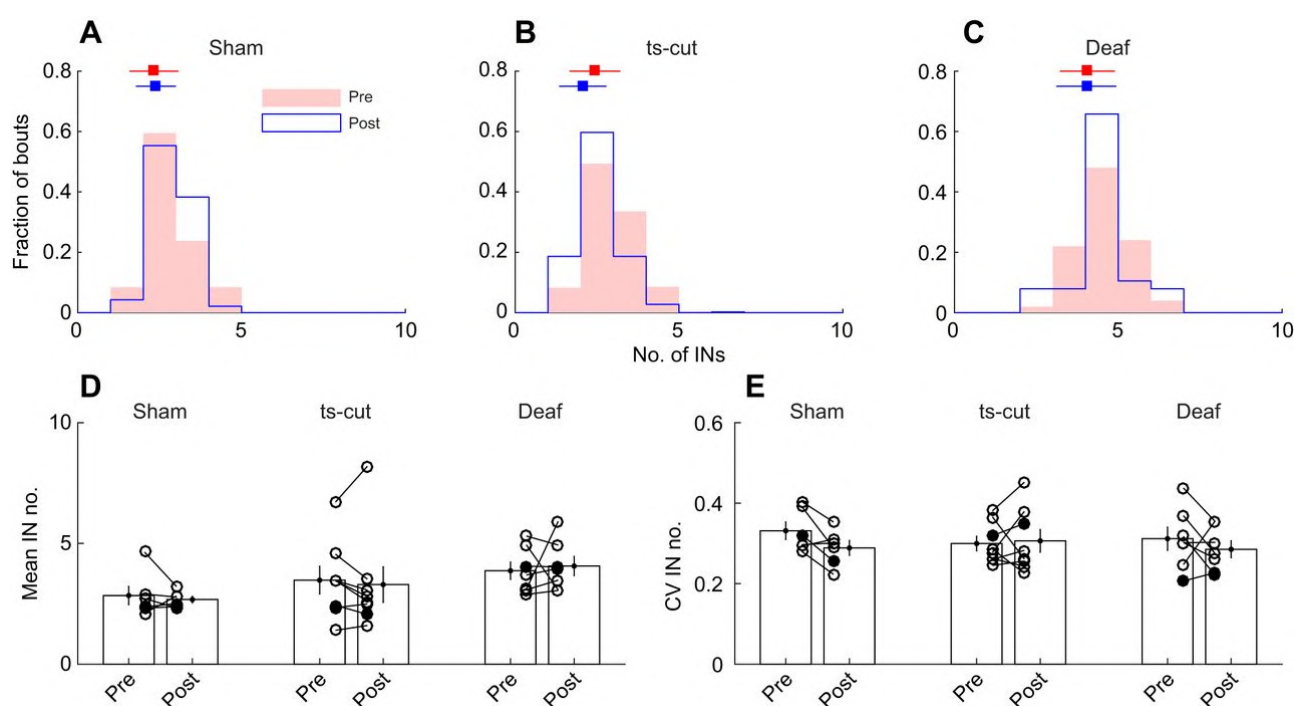 A
Sham
B
ts-cut
C
Deaf
0.8
0.6
0.4
0.2
0
Fraction of bouts
Pre
Post
0 5 10
0.8
0.6
0.4
0.2
0
0 5 10
No. of INs
0.8
0.6
0.4
0.2
0
0 5 10
D
Sham ts-cut Deaf
10
5
0
Mean IN no.
Pre Post Pre Post Pre Post
E
Sham ts-cut Deaf
0.6
0.4
0.2
0
CV IN no.
Pre Post Pre Post Pre Post